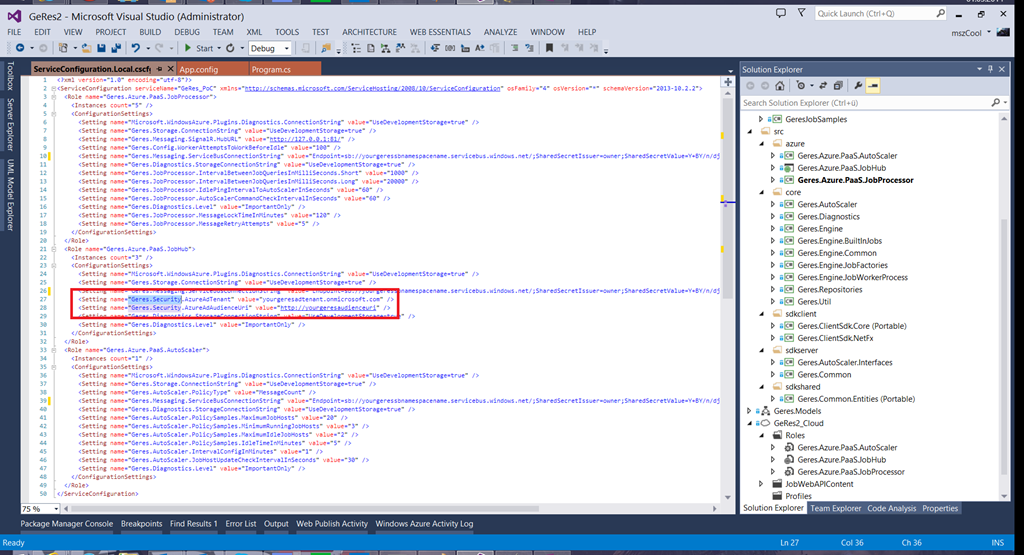 GeRes2 - Microsoft Visual Studio (Administrator)
Quick Launch (Ctrl+Q)
FILE EDIT VIEW PROJECT BUILD DEBUG TEAM XML TOOLS TEST ARCHITECTURE WEB ESSENTIALS ANALYZE WINDOW HELP
mszCool
Start
Debug
Toolbox
Server Explorer
UML Model Explorer
ServiceConfiguration.Local.cscfg
App.config
Program.cs
1 <?xml version="1.0" encoding="utf-8"?>
2 <ServiceConfiguration serviceName="GeRes_PoC" xmlns="http://schemas.microsoft.com/ServiceHosting/2008/10/ServiceConfiguration" osFamily="4" osVersion="*" schemaVersion="2013-10.2.2">
3 <Role name="Geres.Azure.PaaS.JobProcessor">
4 <Instances count="5" />
5 <ConfigurationSettings>
6 <Setting name="Microsoft.WindowsAzure.Plugins.Diagnostics.ConnectionString" value="UseDevelopmentStorage=true" />
7 <Setting name="Geres.Storage.ConnectionString" value="UseDevelopmentStorage=true" />
8 <Setting name="Geres.Messaging.SignalR.HubURL" value="http://127.0.0.1:81/" />
9 <Setting name="Geres.Config.WorkerAttemptsToWorkBeforeIdle" value="100" />
10 <Setting name="Geres.Messaging.ServiceBusConnectionString" value="Endpoint=sb://yourgeressbnamespacename.servicebus.windows.net/;SharedSecretIssuer=owner;SharedSecretValue=Y+BY/n/dj
11 <Setting name="Geres.Diagnostics.StorageConnectionString" value="UseDevelopmentStorage=true" />
12 <Setting name="Geres.JobProcessor.IntervalBetweenJobQueriesInMilliSeconds.Short" value="1000" />
13 <Setting name="Geres.JobProcessor.IntervalBetweenJobQueriesInMilliSeconds.Long" value="20000" />
14 <Setting name="Geres.JobProcessor.IdlePingIntervalToAutoScalerInSeconds" value="60" />
15 <Setting name="Geres.JobProcessor.AutoScalerCommandCheckIntervalInSeconds" value="60" />
16 <Setting name="Geres.Diagnostics.Level" value="ImportantOnly" />
17 <Setting name="Geres.JobProcessor.MessageLockTimeInMinutes" value="120" />
18 <Setting name="Geres.JobProcessor.MessageRetryAttempts" value="5" />
19 </ConfigurationSettings>
20 </Role>
21 <Role name="Geres.Azure.PaaS.JobHub">
22 <Instances count="3" />
23 <ConfigurationSettings>
24 <Setting name="Microsoft.WindowsAzure.Plugins.Diagnostics.ConnectionString" value="UseDevelopmentStorage=true" />
25 <Setting name="Geres.Storage.ConnectionString" value="UseDevelopmentStorage=true" />
26 <Setting name="Geres.Messaging.ServiceBusConnectionString" value="Endpoint=sb://yourgeressbnamespacename.servicebus.windows.net/;SharedSecretIssuer=owner;SharedSecretValue=Y+BY/n/dj
27 <Setting name="Geres.Security.AzureAdTenant" value="yourgeresadtenant.onmicrosoft.com" />
28 <Setting name="Geres.Security.AzureAdAudienceUri" value="http://yourgeresaudienceuri" />
29 <Setting name="Geres.Diagnostics.StorageConnectionString" value="UseDevelopmentStorage=true" />
30 <Setting name="Geres.Diagnostics.Level" value="ImportantOnly" />
31 </ConfigurationSettings>
32 </Role>
33 <Role name="Geres.Azure.PaaS.AutoScaler">
34 <Instances count="1" />
35 <ConfigurationSettings>
36 <Setting name="Microsoft.WindowsAzure.Plugins.Diagnostics.ConnectionString" value="UseDevelopmentStorage=true" />
37 <Setting name="Geres.Storage.ConnectionString" value="UseDevelopmentStorage=true" />
38 <Setting name="Geres.AutoScaler.PolicyType" value="MessageCount" />
39 <Setting name="Geres.Messaging.ServiceBusConnectionString" value="Endpoint=sb://yourgeressbnamespacename.servicebus.windows.net/;SharedSecretIssuer=owner;SharedSecretValue=Y+BY/n/dj
40 <Setting name="Geres.Diagnostics.StorageConnectionString" value="UseDevelopmentStorage=true" />
41 <Setting name="Geres.AutoScaler.PolicySamples.MaximumJobHosts" value="20" />
42 <Setting name="Geres.AutoScaler.PolicySamples.MinimumRunningJobHosts" value="3" />
43 <Setting name="Geres.AutoScaler.PolicySamples.MaximumIdleJobHosts" value="2" />
44 <Setting name="Geres.AutoScaler.PolicySamples.IdleTimeInMinutes" value="5" />
45 <Setting name="Geres.AutoScaler.IntervalConfigInMinutes" value="1" />
46 <Setting name="Geres.AutoScaler.JobHostUpdateCheckIntervalInSeconds" value="30" />
47 <Setting name="Geres.Diagnostics.Level" value="ImportantOnly" />
48 </ConfigurationSettings>
49 </Role>
50 </ServiceConfiguration>
75 %
Solution Explorer
Search Solution Explorer (Ctrl+ü)
GeresJobSamples
src
azure
Geres.Azure.PaaS.AutoScaler
Geres.Azure.PaaS.JobHub
Geres.Azure.PaaS.JobProcessor
core
Geres.AutoScaler
Geres.Diagnostics
Geres.Engine
Geres.Engine.BuiltInJobs
Geres.Engine.Common
Geres.Engine.JobFactories
Geres.Engine.JobWorkerProcess
Geres.Repositories
Geres.Util
sdkclient
Geres.ClientSdk.Core (Portable)
Geres.ClientSdk.NetFx
sdkserver
Geres.AutoScaler.Interfaces
Geres.Common
sdkshared
Geres.Common.Entities (Portable)
Geres.Models
GeRes2_Cloud
Roles
Geres.Azure.PaaS.AutoScaler
Geres.Azure.PaaS.JobHub
Geres.Azure.PaaS.JobProcessor
JobWebAPIContent
Profiles
Solution Explorer Team Explorer Code Analysis Properties
Package Manager Console Breakpoints Find Results 1 Error List Output Web Publish Activity Windows Azure Activity Log
Ready Ln 27 Col 36 Ch 36 INS